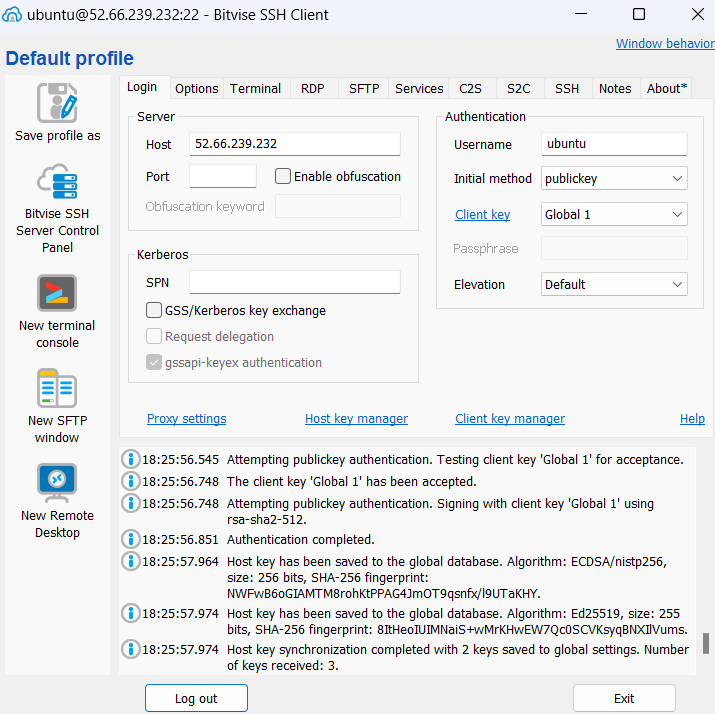 ubuntu@52.66.239.232:22 - Bitvise SSH Client
Window behavior
Default profile
Save profile as
Bitvise SSH
Server Control
Panel
New terminal
console
New SFTP
window
New Remote
Desktop
Login Options Terminal RDP SFTP Services C2S S2C SSH Notes About*
Server
Host 52.66.239.232
Port Enable obfuscation
Obfuscation keyword
Kerberos
SPN
GSS/Kerberos key exchange
Request delegation
gssapi-keyex authentication
Authentication
Username ubuntu
Initial method publickey
Client key Global 1
Passphrase
Elevation Default
Proxy settings Host key manager Client key manager Help
18:25:56.545 Attempting publickey authentication. Testing client key 'Global 1' for acceptance.
18:25:56.748 The client key 'Global 1' has been accepted.
18:25:56.748 Attempting publickey authentication. Signing with client key 'Global 1' using
rsa-sha2-512.
18:25:56.851 Authentication completed.
18:25:57.964 Host key has been saved to the global database. Algorithm: ECDSA/nistp256,
size: 256 bits, SHA-256 fingerprint:
NWFwB6oGIAMTM8rohKtPPAG4JmOT9qsnfx/l9UTaKHY.
18:25:57.974 Host key has been saved to the global database. Algorithm: Ed25519, size: 255
bits, SHA-256 fingerprint: 8ItHeoIUIMNaiS+wMrKHwEW7Qc0SCVKsyqBNXIlVums.
18:25:57.974 Host key synchronization completed with 2 keys saved to global settings. Number
of keys received: 3.
Log out Exit